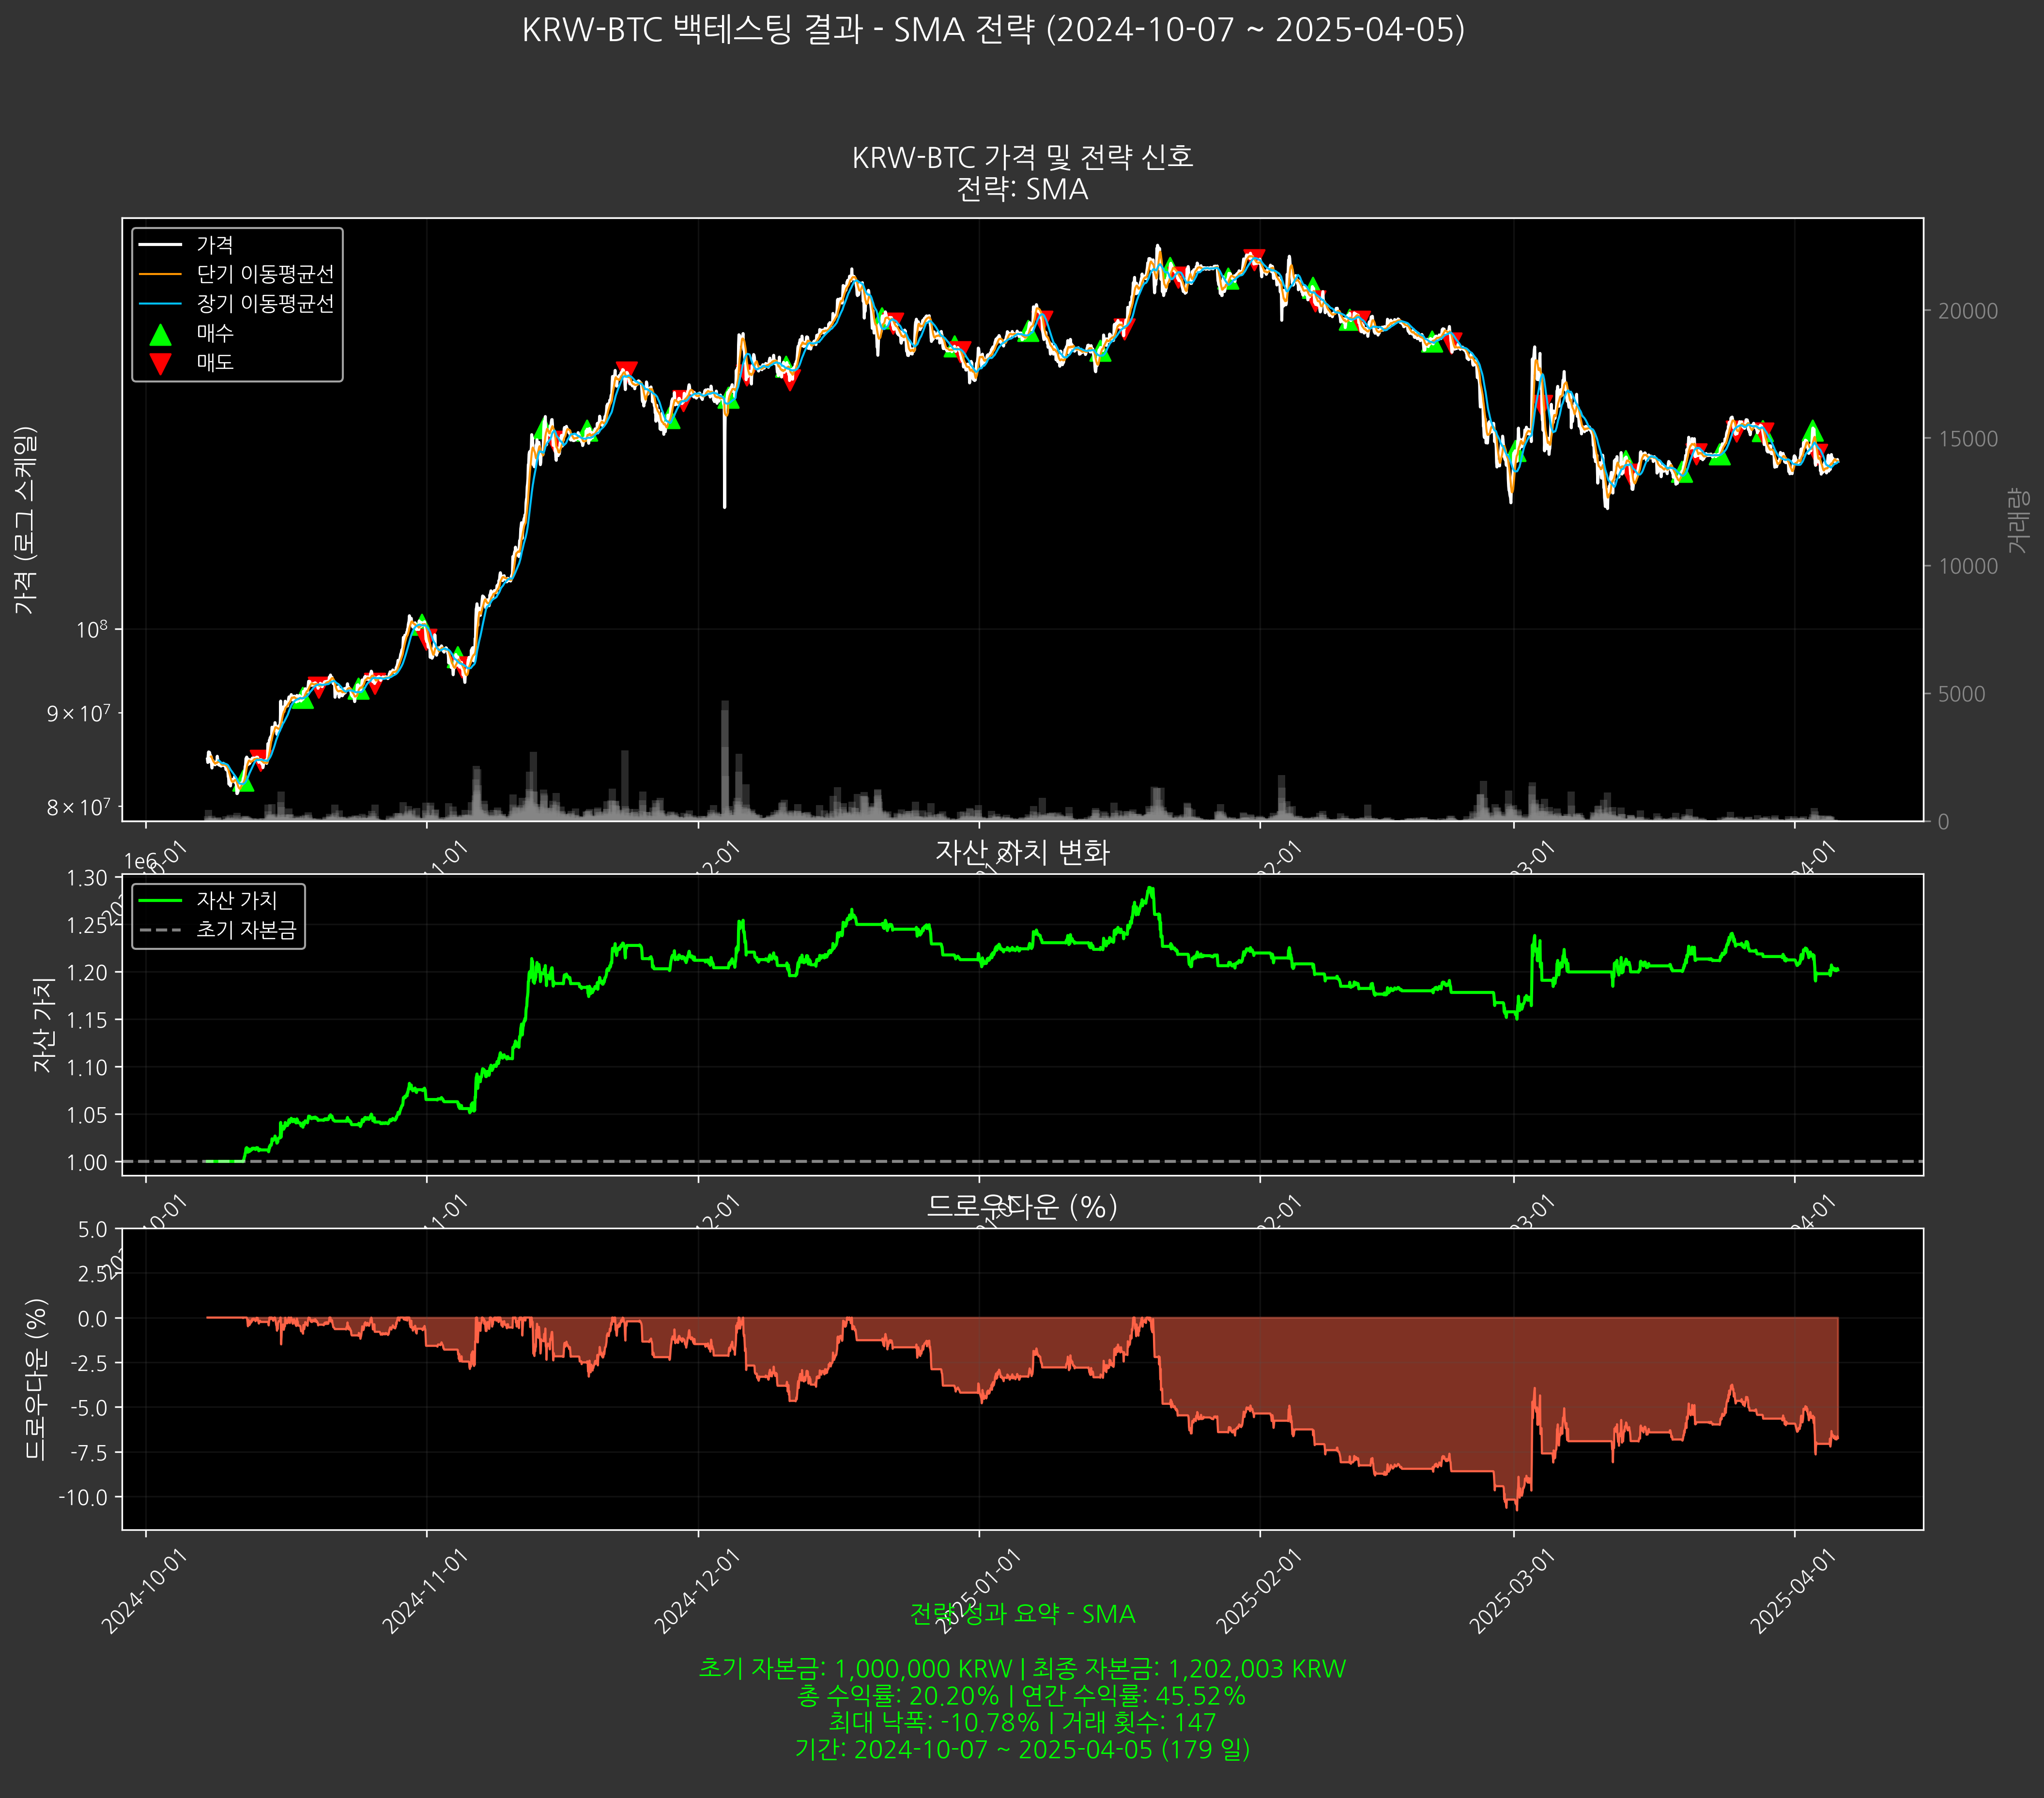 KRW-BTC 백테스팅 결과 - SMA 전략 (2024-10-07 ~ 2025-04-05)
KRW-BTC 가격 및 전략 신호
전략: SMA
가격
단기 이동평균선
장기 이동평균선
매수
매도
가격 (로그 스케일)
10⁸
9 × 10⁷
8 × 10⁷
거래량
20000
15000
10000
5000
0
자산 가치 변화
1e6
자산 가치
초기 자본금
자산 가치
1.30
1.25
1.20
1.15
1.10
1.05
1.00
드로우다운 (%)
드로우다운 (%)
5.0
2.5
0.0
-2.5
-5.0
-7.5
-10.0
2024-10-01
2024-11-01
2024-12-01
2025-01-01
2025-02-01
2025-03-01
2025-04-01
전략 성과 요약 - SMA
초기 자본금: 1,000,000 KRW | 최종 자본금: 1,202,003 KRW
총 수익률: 20.20% | 연간 수익률: 45.52%
최대 낙폭: -10.78% | 거래 횟수: 147
기간: 2024-10-07 ~ 2025-04-05 (179 일)